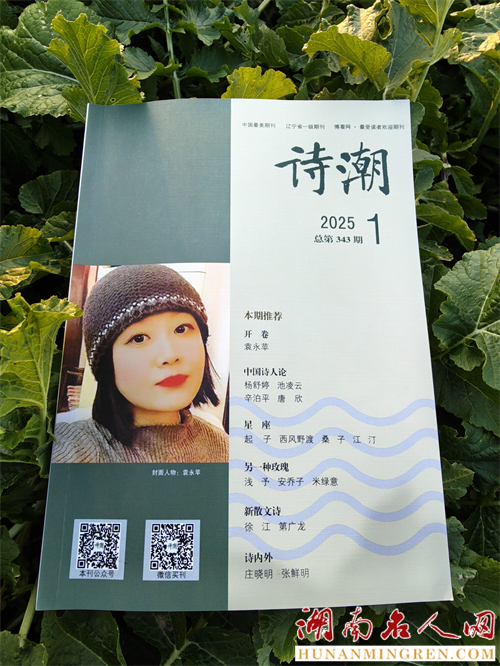 中国最美期刊 辽宁省一级期刊 博看网·最受读者欢迎期刊
诗潮
2025 1
总第 343 期
本期推荐
开 卷
袁永苹
中国诗人论
杨舒婷 池凌云
辛泊平 唐 欣
星 座
起 子 西风野渡 桑 子 江 汀
另一种玫瑰
浅 予 安乔子 米绿意
新散文诗
徐 江 第广龙
诗内外
庄晓明 张鲜明
封面人物:袁永苹
本刊公众号
微信买刊
湖南名人网
HUNANMINGREN.COM